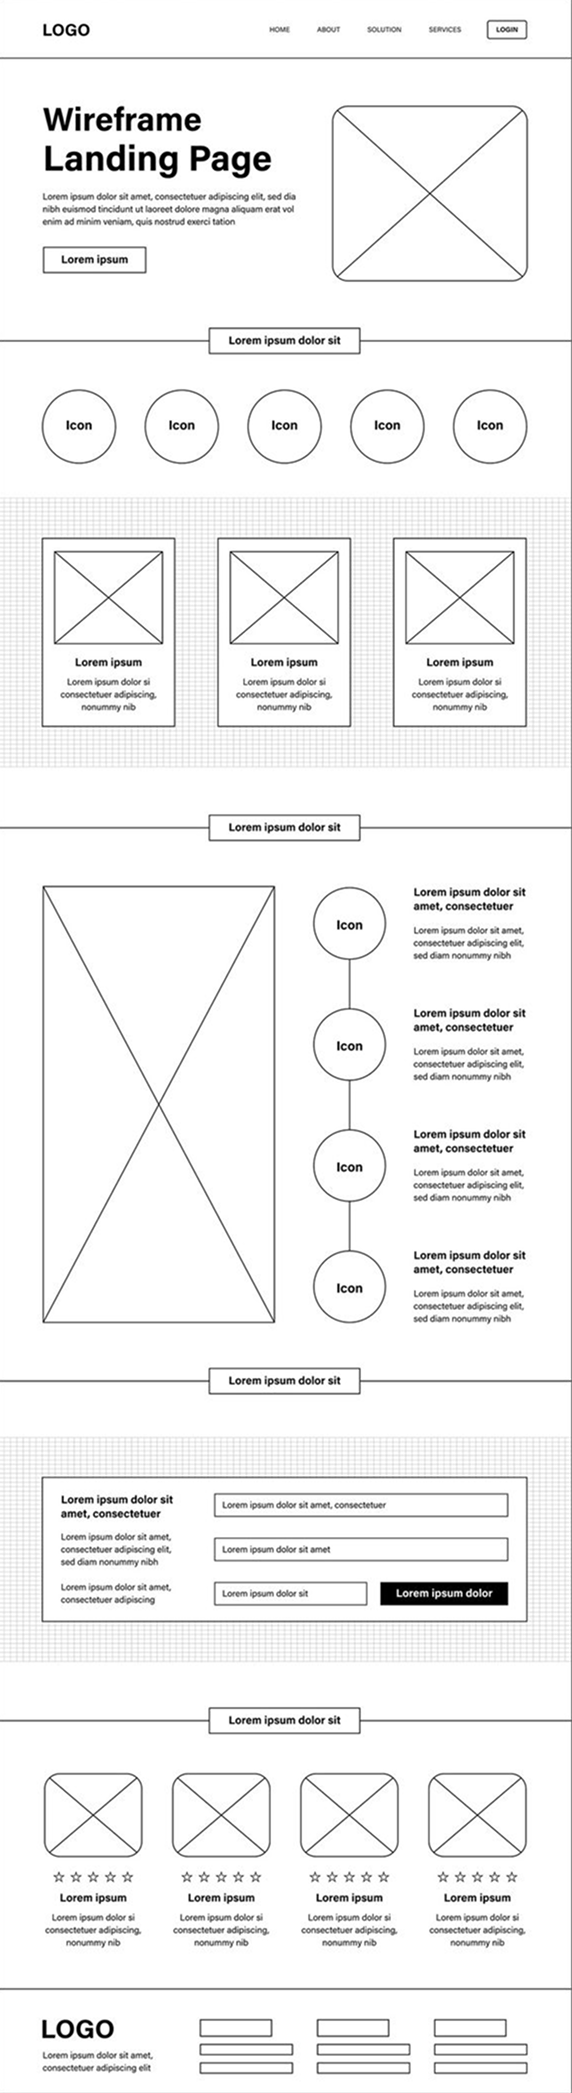 LOGO
HOME ABOUT SOLUTION SERVICES LOGIN
Wireframe
Landing Page
Lorem ipsum dolor sit amet, consectetuer adipiscing elit, sed dia
nibh euismod tincidunt ut laoreet dolore magna aliquam erat vol
enim ad minim veniam, quis nostrud exerci tation
Lorem ipsum
Lorem ipsum dolor sit
Icon Icon Icon Icon Icon
Lorem ipsum
Lorem ipsum dolor si
consectetuer adipiscing,
nonummy nib
Lorem ipsum
Lorem ipsum dolor si
consectetuer adipiscing,
nonummy nib
Lorem ipsum
Lorem ipsum dolor si
consectetuer adipiscing,
nonummy nib
Lorem ipsum dolor sit
Icon
Lorem ipsum dolor sit
amet, consectetuer
Lorem ipsum dolor sit amet,
consectetuer adipiscing elit,
sed diam nonummy nibh
Icon
Lorem ipsum dolor sit
amet, consectetuer
Lorem ipsum dolor sit amet,
consectetuer adipiscing elit,
sed diam nonummy nibh
Icon
Lorem ipsum dolor sit
amet, consectetuer
Lorem ipsum dolor sit amet,
consectetuer adipiscing elit,
sed diam nonummy nibh
Icon
Lorem ipsum dolor sit
amet, consectetuer
Lorem ipsum dolor sit amet,
consectetuer adipiscing elit,
sed diam nonummy nibh
Lorem ipsum dolor sit
Lorem ipsum dolor sit
amet, consectetuer
Lorem ipsum dolor sit amet,
consectetuer adipiscing elit,
sed diam nonummy nibh
Lorem ipsum dolor sit amet,
consectetuer adipiscing
Lorem ipsum dolor sit amet, consectetuer
Lorem ipsum dolor sit amet
Lorem ipsum dolor sit
Lorem ipsum dolor
Lorem ipsum dolor sit
Lorem ipsum
Lorem ipsum dolor si
consectetuer adipiscing,
nonummy nib
Lorem ipsum
Lorem ipsum dolor si
consectetuer adipiscing,
nonummy nib
Lorem ipsum
Lorem ipsum dolor si
consectetuer adipiscing,
nonummy nib
Lorem ipsum
Lorem ipsum dolor si
consectetuer adipiscing,
nonummy nib
LOGO
Lorem ipsum dolor sit amet,
consectetuer adipiscing elit